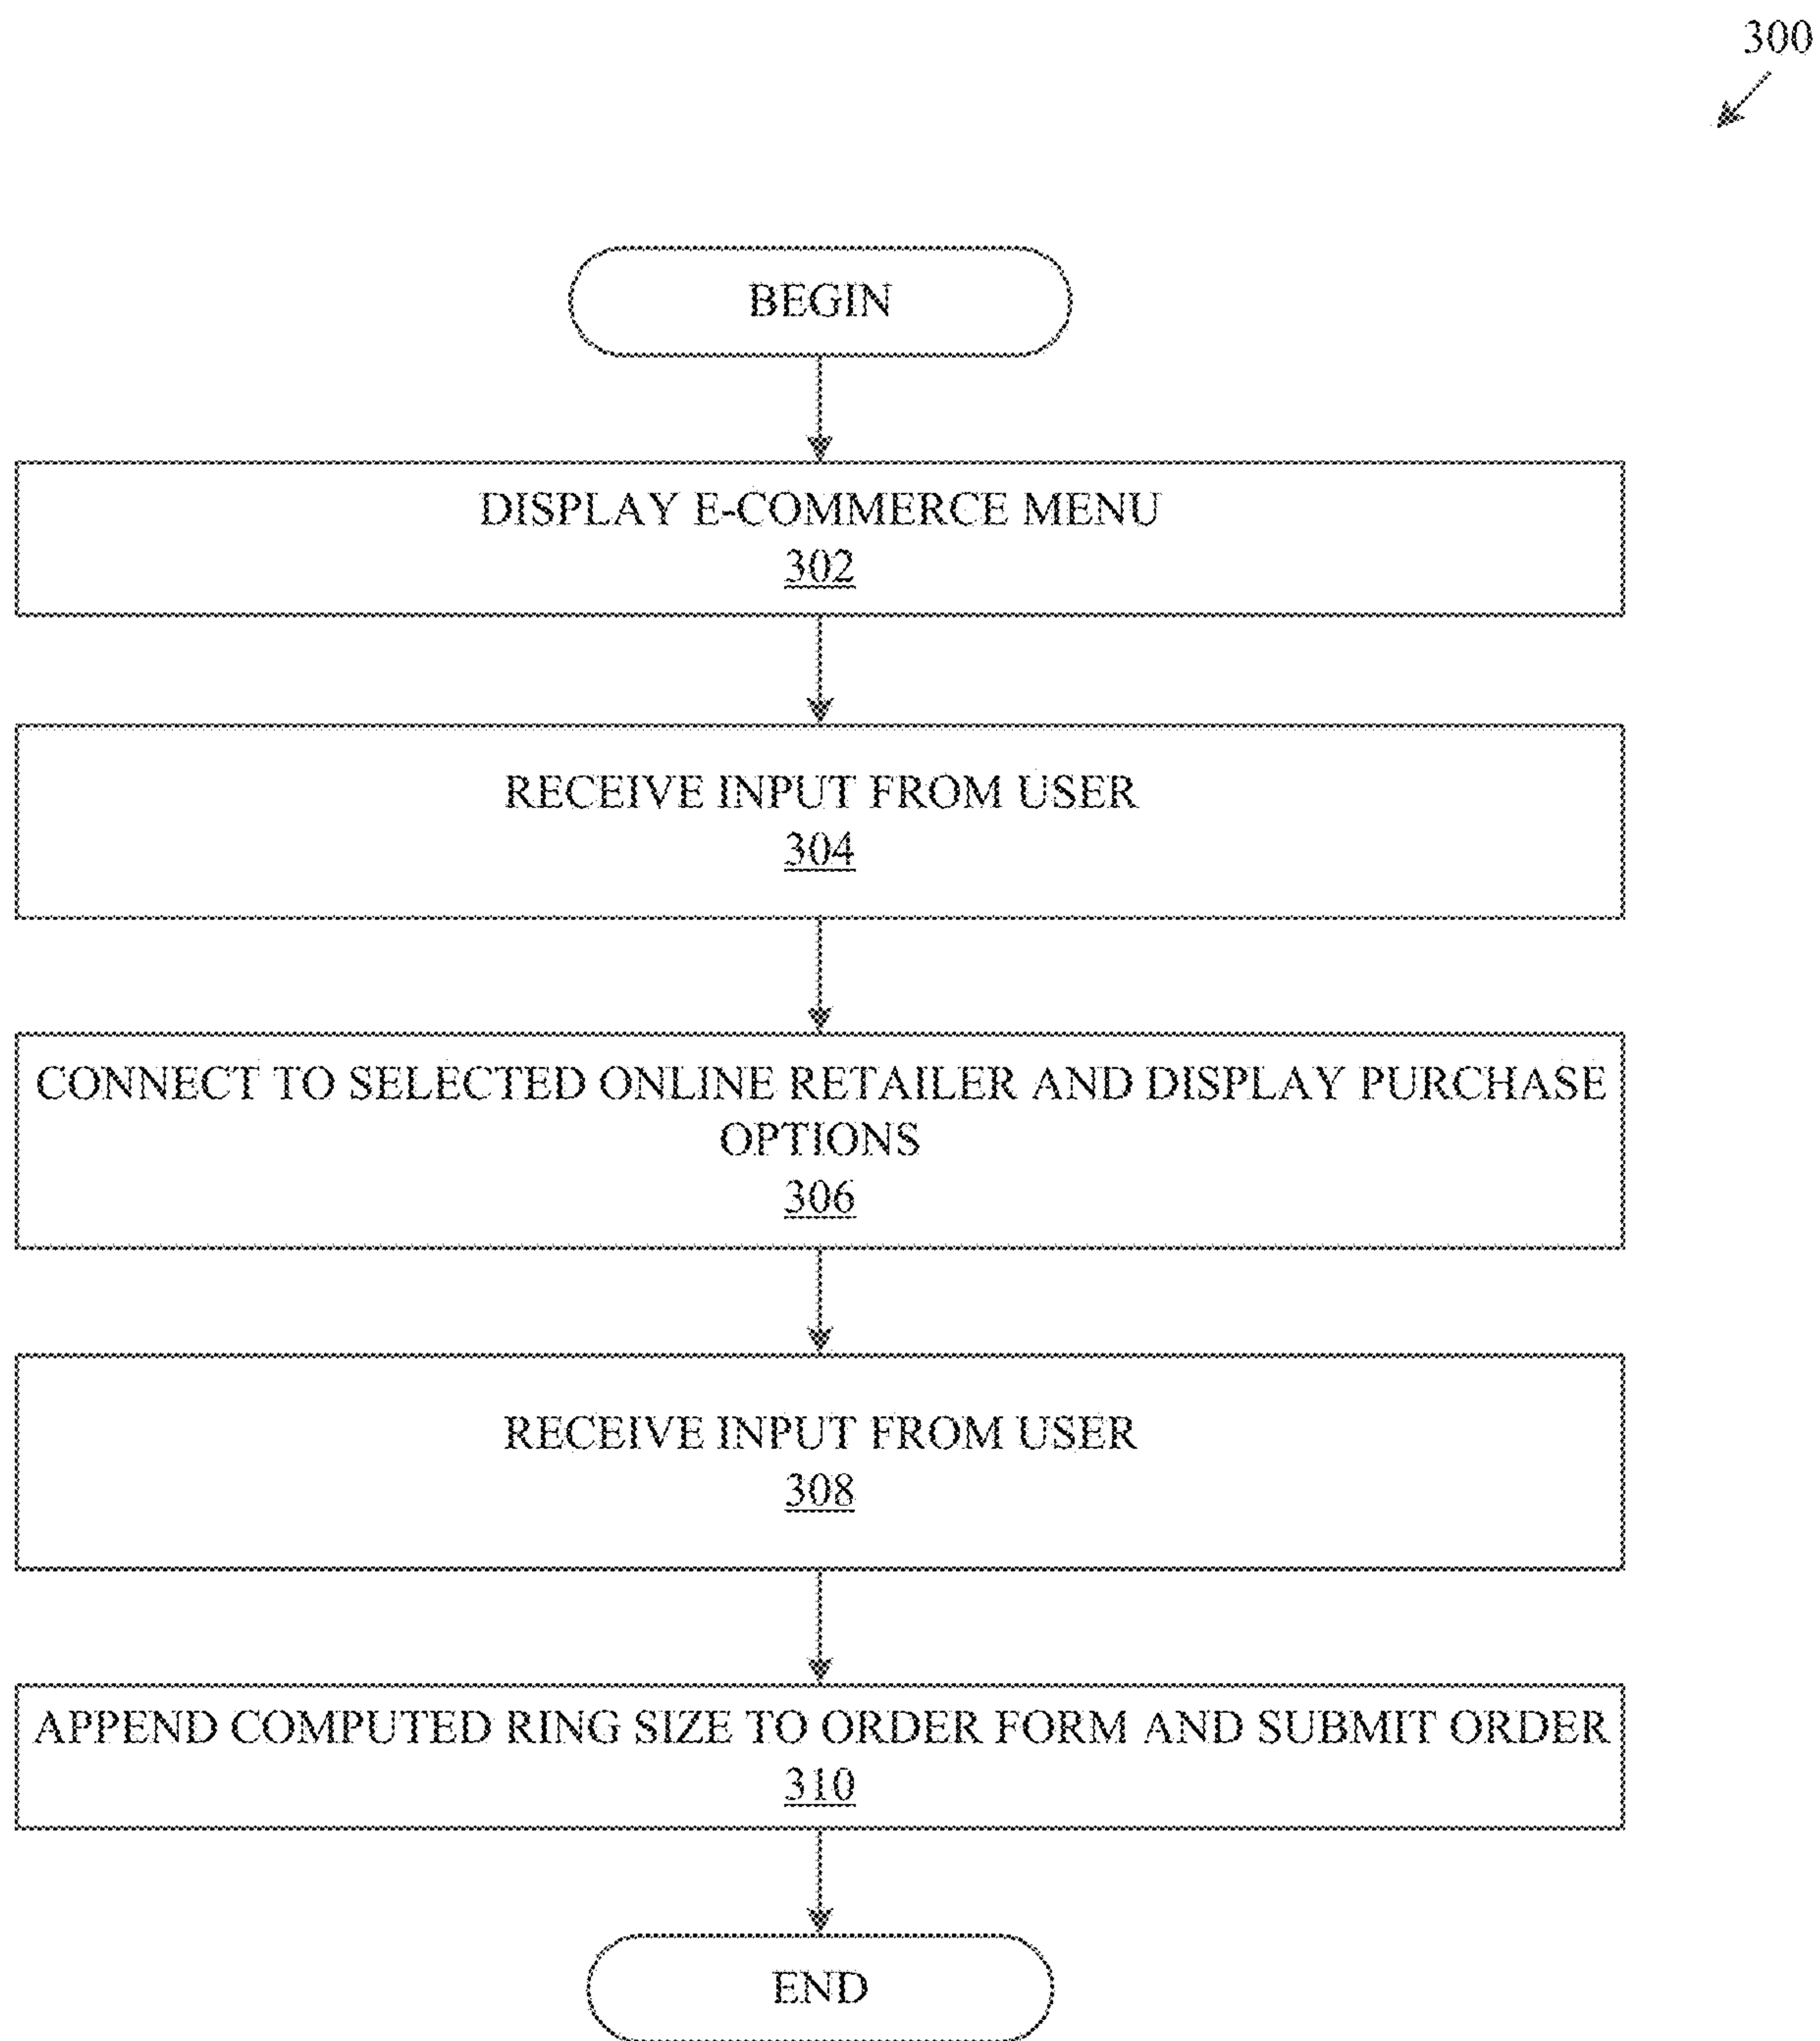 300
BEGIN
DISPLAY E-COMMERCE MENU
302
RECEIVE INPUT FROM USER
304
CONNECT TO SELECTED ONLINE RETAILER AND DISPLAY PURCHASE
OPTIONS
306
RECEIVE INPUT FROM USER
308
APPEND COMPUTED RING SIZE TO ORDER FORM AND SUBMIT ORDER
310
END